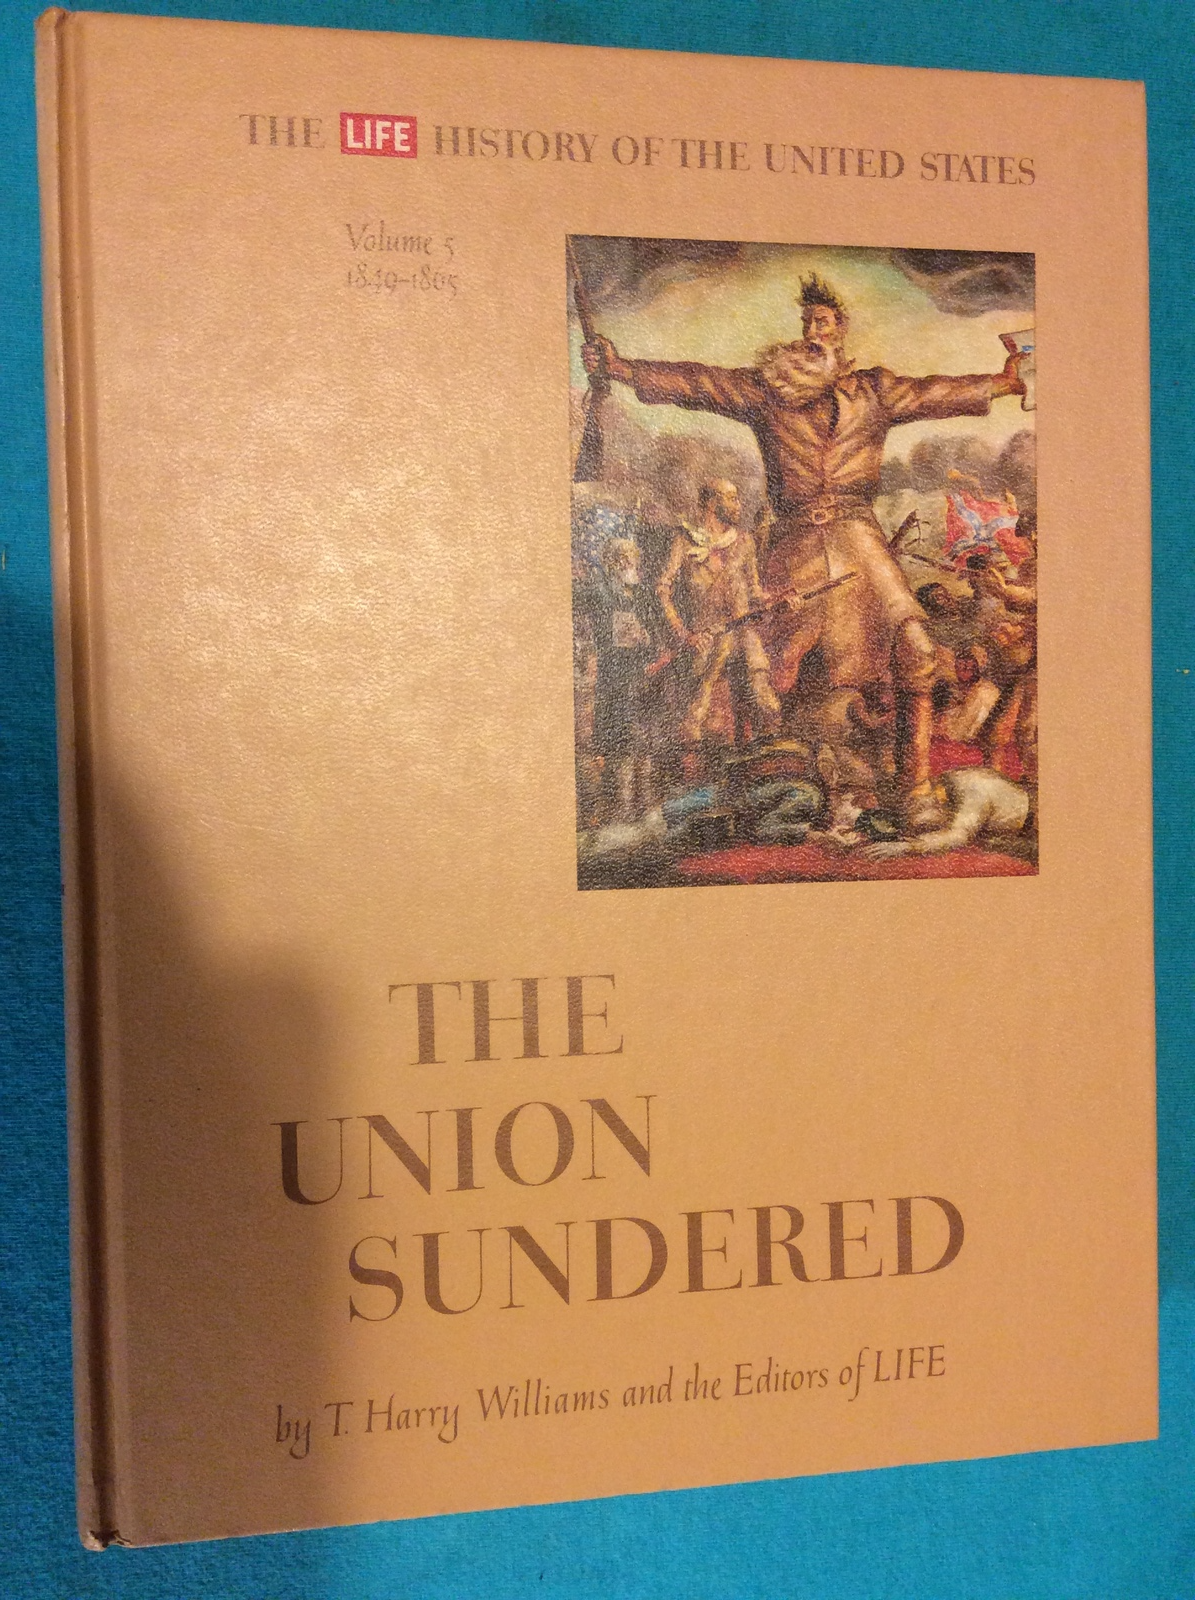 THE LIFE HISTORY OF THE UNITED STATES
Volume 5
1849-1865
THE
UNION
SUNDERED
by T. Harry Williams and the Editors of LIFE